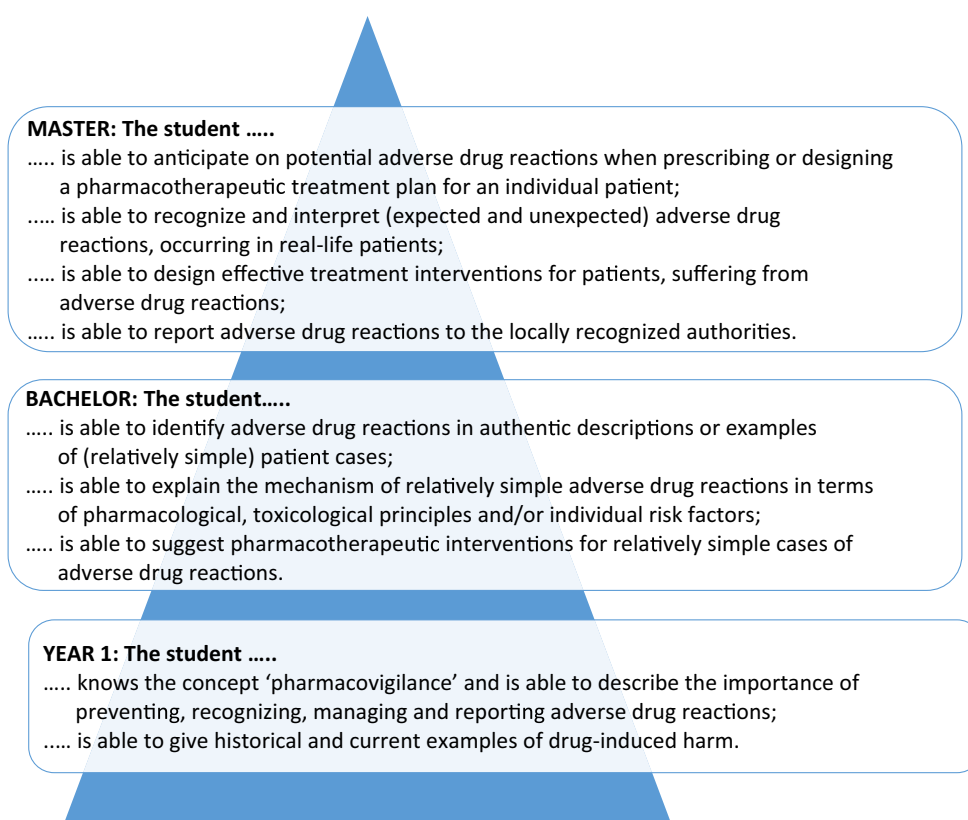 MASTER: The student …..
….. is able to anticipate on potential adverse drug reactions when prescribing or designing
a pharmacotherapeutic treatment plan for an individual patient;
….. is able to recognize and interpret (expected and unexpected) adverse drug
reactions, occurring in real-life patients;
….. is able to design effective treatment interventions for patients, suffering from
adverse drug reactions;
….. is able to report adverse drug reactions to the locally recognized authorities.
BACHELOR: The student…..
….. is able to identify adverse drug reactions in authentic descriptions or examples
of (relatively simple) patient cases;
….. is able to explain the mechanism of relatively simple adverse drug reactions in terms
of pharmacological, toxicological principles and/or individual risk factors;
….. is able to suggest pharmacotherapeutic interventions for relatively simple cases of
adverse drug reactions.
YEAR 1: The student …..
….. knows the concept ‘pharmacovigilance’ and is able to describe the importance of
preventing, recognizing, managing and reporting adverse drug reactions;
….. is able to give historical and current examples of drug-induced harm.